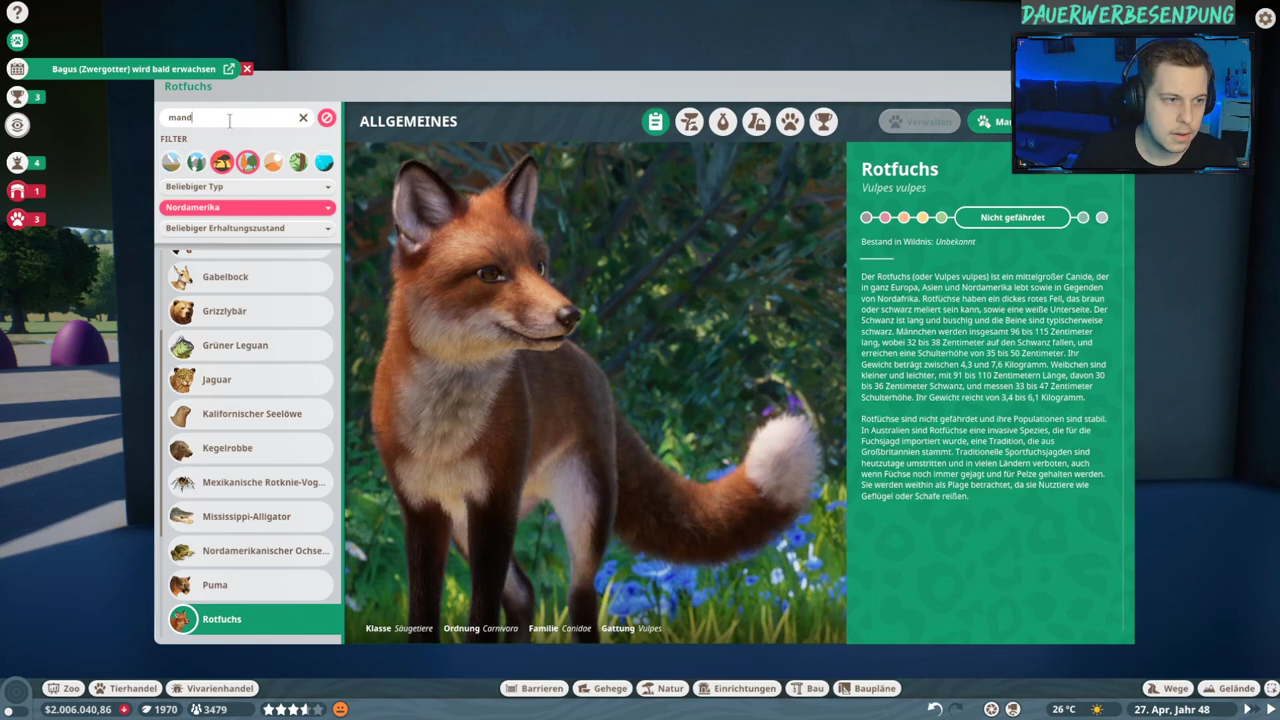 DAUERWERBESENDUNG
?
Bagus (Zwergotter) wird bald erwachsen
3
4
1
3
Rotfuchs
mand
FILTER
Beliebiger Typ
Nordamerika
Beliebiger Erhaltungszustand
Gabelbock
Grizzlybär
Grüner Leguan
Jaguar
Kalifornischer Seelöwe
Kegelrobbe
Mexikanische Rotknie-Vog...
Mississippi-Alligator
Nordamerikanischer Ochse...
Puma
Rotfuchs
ALLGEMEINES
Verwalten
Klasse Säugetiere Ordnung Carnivora Familie Canidae Gattung Vulpes
Rotfuchs
Vulpes vulpes
Nicht gefährdet
Bestand in Wildnis: Unbekannt
Der Rotfuchs (oder Vulpes vulpes) ist ein mittelgroßer Canide, der
in ganz Europa, Asien und Nordamerika lebt sowie in Gegenden
von Nordafrika. Rotfüchse haben ein dickes rotes Fell, das braun
oder schwarz meliert sein kann, sowie eine weiße Unterseite. Der
Schwanz ist lang und buschig und die Beine sind typischerweise
schwarz. Männchen werden insgesamt 96 bis 115 Zentimeter
lang, wobei 32 bis 38 Zentimeter auf den Schwanz fallen, und
erreichen eine Schulterhöhe von 35 bis 50 Zentimeter. Ihr
Gewicht beträgt zwischen 4,3 und 7,6 Kilogramm. Weibchen sind
kleiner und leichter, mit 91 bis 110 Zentimetern Länge, davon 30
bis 36 Zentimeter Schwanz, und messen 33 bis 47 Zentimeter
Schulterhöhe. Ihr Gewicht reicht von 3,4 bis 6,1 Kilogramm.
Rotfüchse sind nicht gefährdet und ihre Populationen sind stabil.
In Australien sind Rotfüchse eine invasive Spezies, die für die
Fuchsjagd importiert wurde, eine Tradition, die aus
Großbritannien stammt. Traditionelle Sportfuchsjagden sind
heutzutage umstritten und in vielen Ländern verboten, auch
wenn Füchse noch immer gejagt und für Pelze gehalten werden.
Sie werden weithin als Plage betrachtet, da sie Nutztiere wie
Geflügel oder Schafe reißen.
Zoo Tierhandel Vivarienhandel Barrieren Gehege Natur Einrichtungen Bau Baupläne Wege Gelände
$2.006.040,86 1970 3479 26 °C 27. Apr, Jahr 48